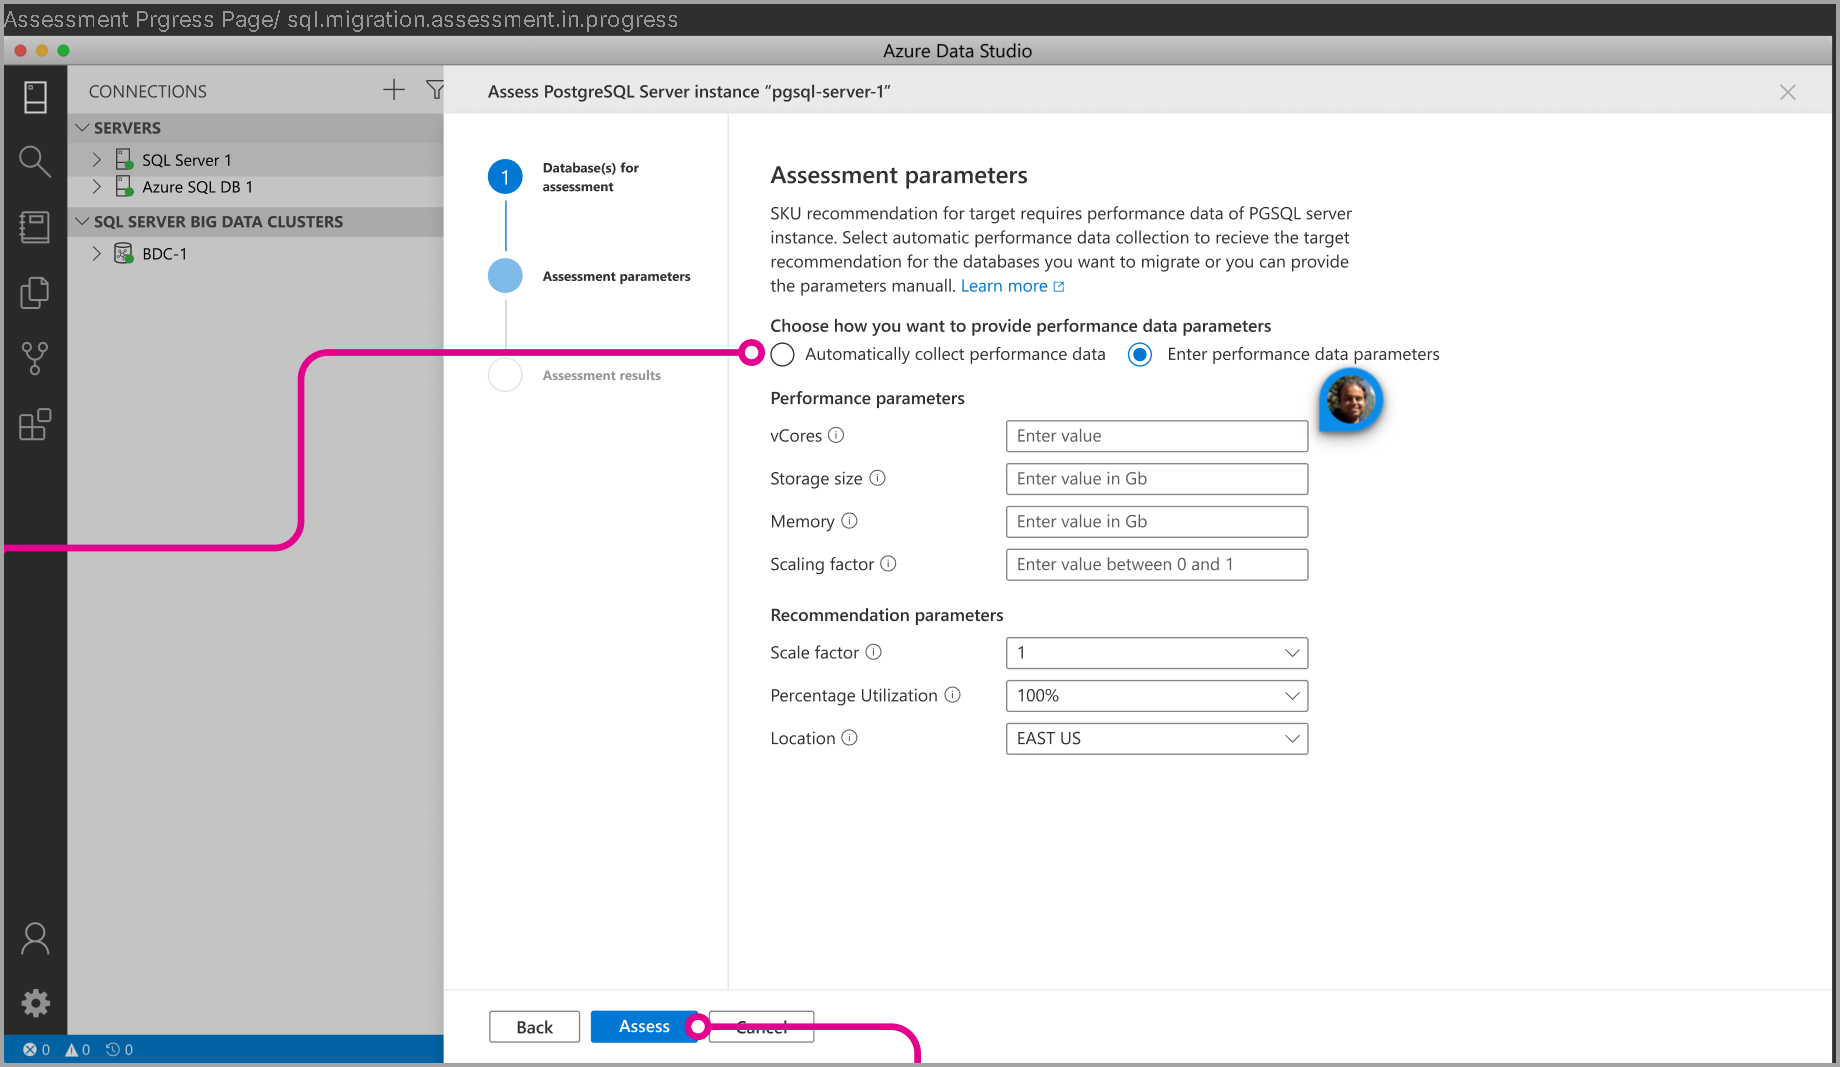 Assessment Prgress Page/ sql.migration.assessment.in.progress
Azure Data Studio
CONNECTIONS
SERVERS
SQL Server 1
Azure SQL DB 1
SQL SERVER BIG DATA CLUSTERS
BDC-1
Assess PostgreSQL Server instance “pgsql-server-1”
1
Database(s) for
assessment
Assessment parameters
Assessment results
Assessment parameters
SKU recommendation for target requires performance data of PGSQL server
instance. Select automatic performance data collection to recieve the target
recommendation for the databases you want to migrate or you can provide
the parameters manuall. Learn more
Choose how you want to provide performance data parameters
Automatically collect performance data
Enter performance data parameters
Performance parameters
vCores Enter value
Storage size Enter value in Gb
Memory Enter value in Gb
Scaling factor Enter value between 0 and 1
Recommendation parameters
Scale factor 1
Percentage Utilization 100%
Location EAST US
Back Assess Cancel
0 0 0